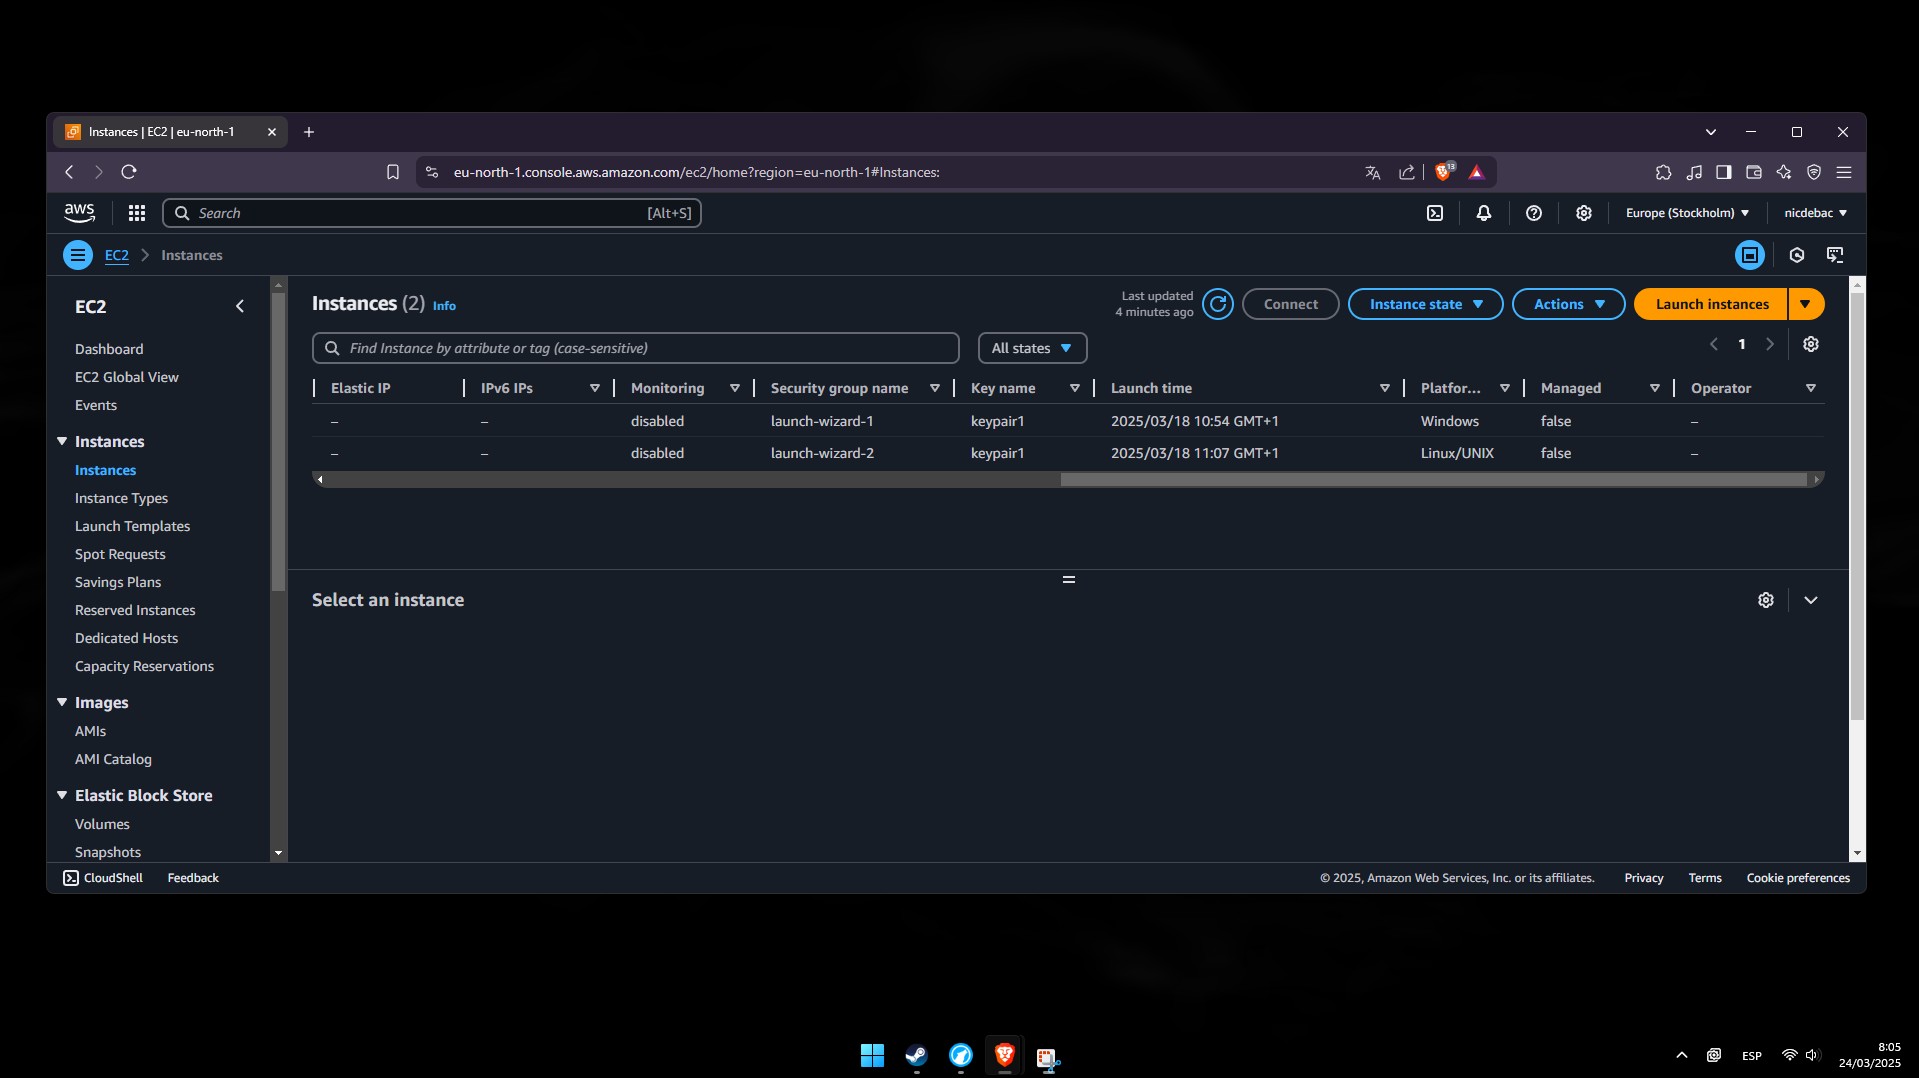 Instances | EC2 | eu-north-1
eu-north-1.console.aws.amazon.com/ec2/home?region=eu-north-1#Instances:
13
aws
Search
[Alt+S]
Europe (Stockholm)
nicdebac
EC2
Instances
EC2
Dashboard
EC2 Global View
Events
Instances
Instances
Instance Types
Launch Templates
Spot Requests
Savings Plans
Reserved Instances
Dedicated Hosts
Capacity Reservations
Images
AMIs
AMI Catalog
Elastic Block Store
Volumes
Snapshots
Instances (2) Info
Last updated
4 minutes ago
Connect
Instance state
Actions
Launch instances
Find Instance by attribute or tag (case-sensitive)
All states
1
Elastic IP IPv6 IPs Monitoring Security group name Key name Launch time Platfor... Managed Operator
– – disabled launch-wizard-1 keypair1 2025/03/18 10:54 GMT+1 Windows false –
– – disabled launch-wizard-2 keypair1 2025/03/18 11:07 GMT+1 Linux/UNIX false –
Select an instance
CloudShell
Feedback
© 2025, Amazon Web Services, Inc. or its affiliates.
Privacy
Terms
Cookie preferences
ESP
8:05
24/03/2025